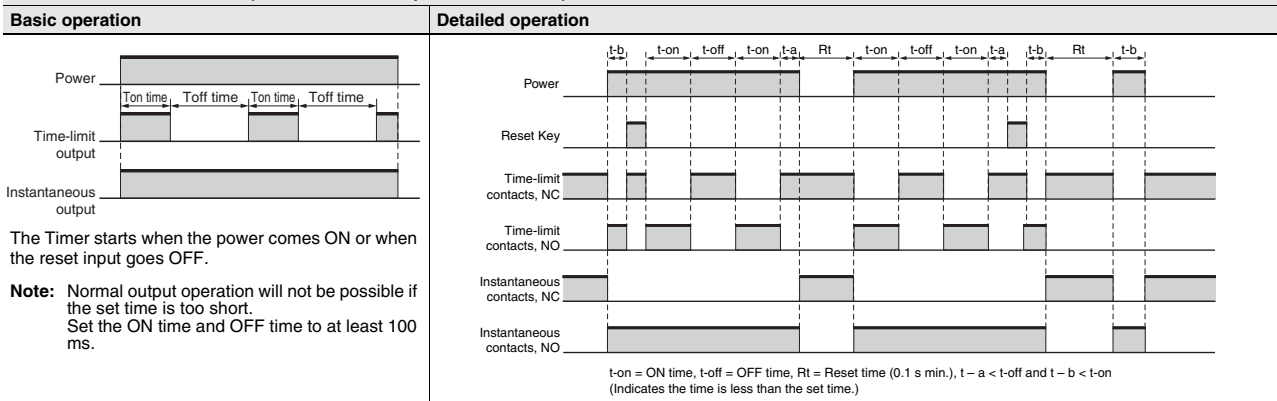 Basic operation
Detailed operation
Power
Ton time
Toff time
Ton time
Toff time
Time-limit
output
Instantaneous
output
The Timer starts when the power comes ON or when
the reset input goes OFF.
Note: Normal output operation will not be possible if
the set time is too short.
Set the ON time and OFF time to at least 100
ms.
t-b t-on t-off t-on t-a Rt t-on t-off t-on t-a t-b Rt t-b
Power
Reset Key
Time-limit
contacts, NC
Time-limit
contacts, NO
Instantaneous
contacts, NC
Instantaneous
contacts, NO
t-on = ON time, t-off = OFF time, Rt = Reset time (0.1 s min.), t – a < t-off and t – b < t-on
(Indicates the time is less than the set time.)